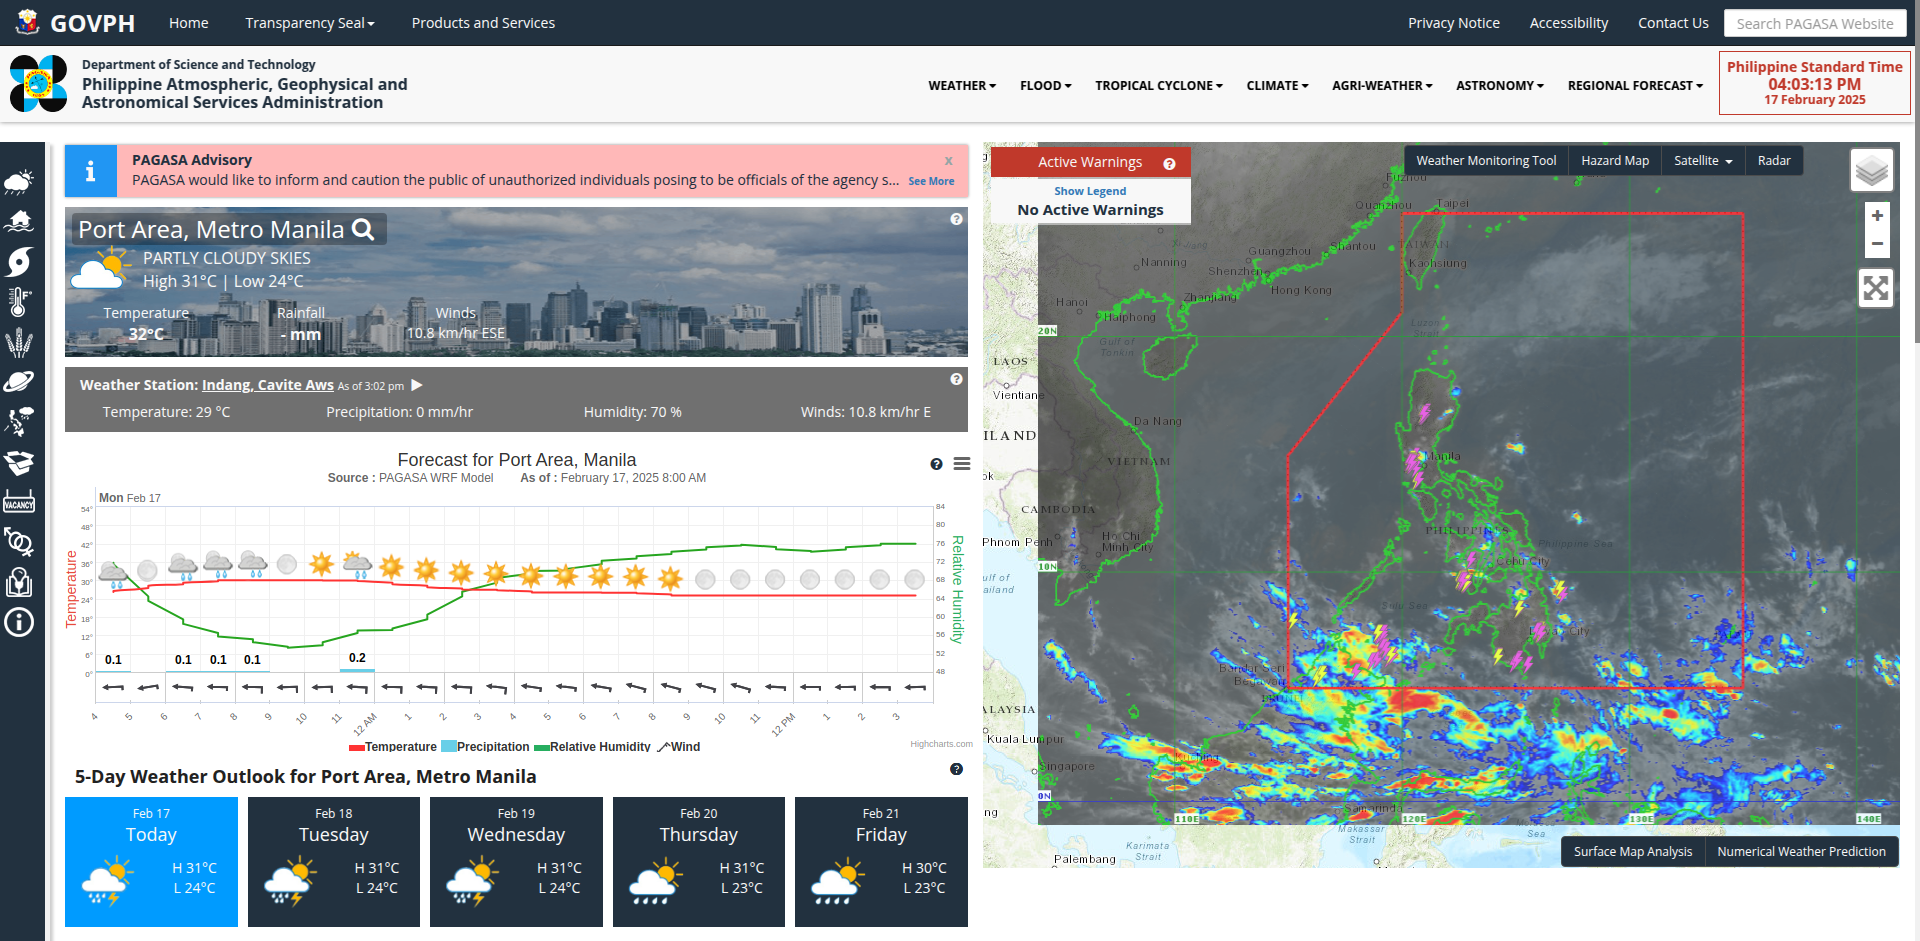 GOVPH
Home
Transparency Seal
Products and Services
Privacy Notice
Accessibility
Contact Us
Search PAGASA Website
Department of Science and Technology
Philippine Atmospheric, Geophysical and
Astronomical Services Administration
WEATHER
FLOOD
TROPICAL CYCLONE
CLIMATE
AGRI-WEATHER
ASTRONOMY
REGIONAL FORECAST
Philippine Standard Time
04:03:13 PM
17 February 2025
VACANCY
PAGASA Advisory
x
PAGASA would like to inform and caution the public of unauthorized individuals posing to be officials of the agency s...
See More
Port Area, Metro Manila
PARTLY CLOUDY SKIES
High 31°C | Low 24°C
Temperature
Rainfall
Winds
32°C
- mm
10.8 km/hr ESE
Weather Station: Indang, Cavite Aws As of 3:02 pm
Temperature: 29 °C
Precipitation: 0 mm/hr
Humidity: 70 %
Winds: 10.8 km/hr E
Forecast for Port Area, Manila
Source : PAGASA WRF Model
As of : February 17, 2025 8:00 AM
Mon Feb 17
Temperature
54°
48°
42°
36°
30°
24°
18°
12°
6°
0°
84
80
76
72
68
64
60
56
52
48
Relative Humidity
0.1
0.1
0.1
0.1
0.2
4
5
6
7
8
9
10
11
12 AM
1
2
3
4
5
6
7
8
9
10
11
12 PM
1
2
3
Temperature
Precipitation
Relative Humidity
Wind
Highcharts.com
5-Day Weather Outlook for Port Area, Metro Manila
Feb 17
Today
H 31°C
L 24°C
Feb 18
Tuesday
H 31°C
L 24°C
Feb 19
Wednesday
H 31°C
L 24°C
Feb 20
Thursday
H 31°C
L 23°C
Feb 21
Friday
H 30°C
L 23°C
Active Warnings
Show Legend
No Active Warnings
Weather Monitoring Tool
Hazard Map
Satellite
Radar
+
−
Fuzhou
Quanzhou
Taipei
TAIWAN
Kaohsiung
Shantou
Guangzhou
Shenzhen
Hong Kong
Nanning
Zhanjiang
Hanoi
Haiphong
Gulf of
Tonkin
Luzon
Strait
20N
LAOS
Vientiane
Da Nang
ILAND
VIETNAM
ok
CAMBODIA
Phnom Penh
Ho Chi
Minh City
Manila
PHILIPPINES
Philippine Sea
Cebu City
10N
ulf of
ailand
Sulu Sea
City
Bandar Seri
Begawan
ALAYSIA
Kuala Lumpur
Kuching
Singapore
0N
ng
Samarinda
110E
120E
130E
140E
Makassar
Strait
Karimata
Strait
Sea
Palembang
Surface Map Analysis
Numerical Weather Prediction